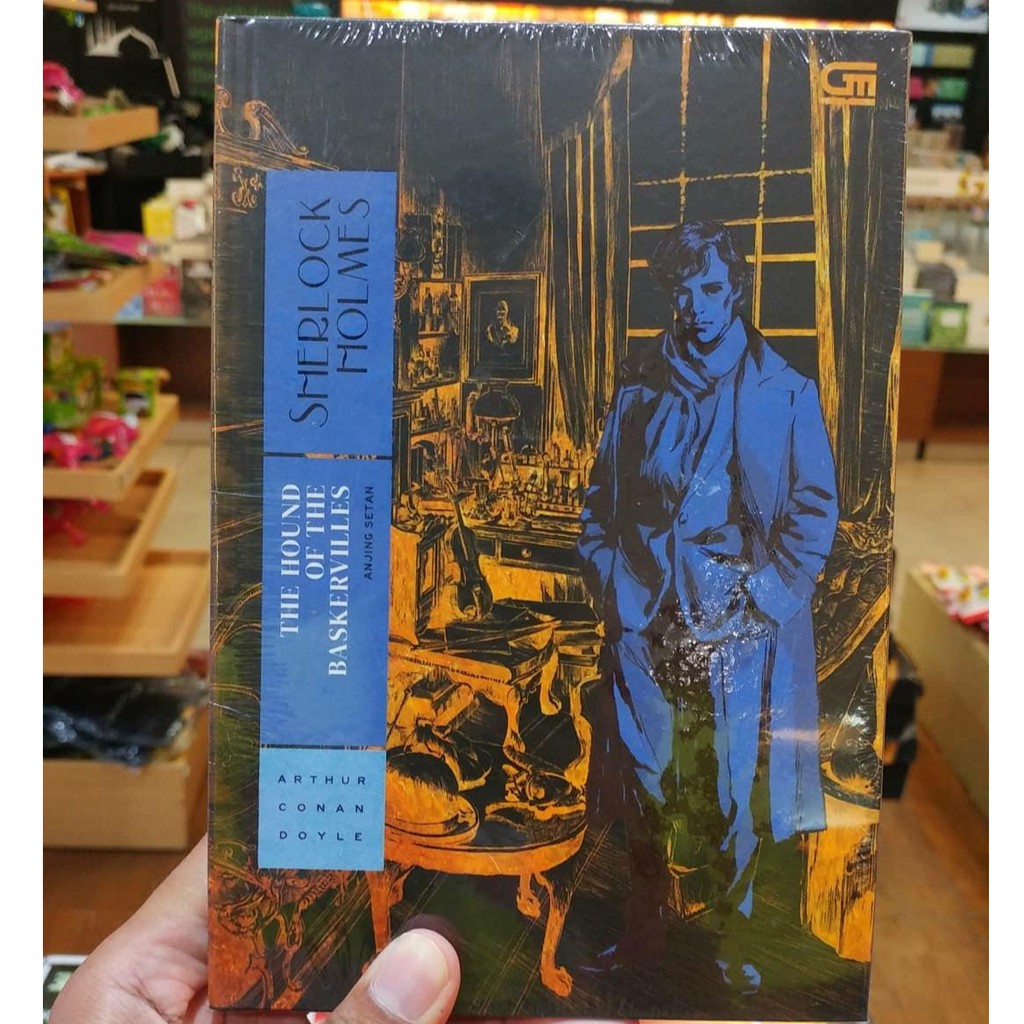 SHERLOCK
HOLMES
THE HOUND
OF THE
BASKERVILLES
ANJING SETAN
ARTHUR
CONAN
DOYLE